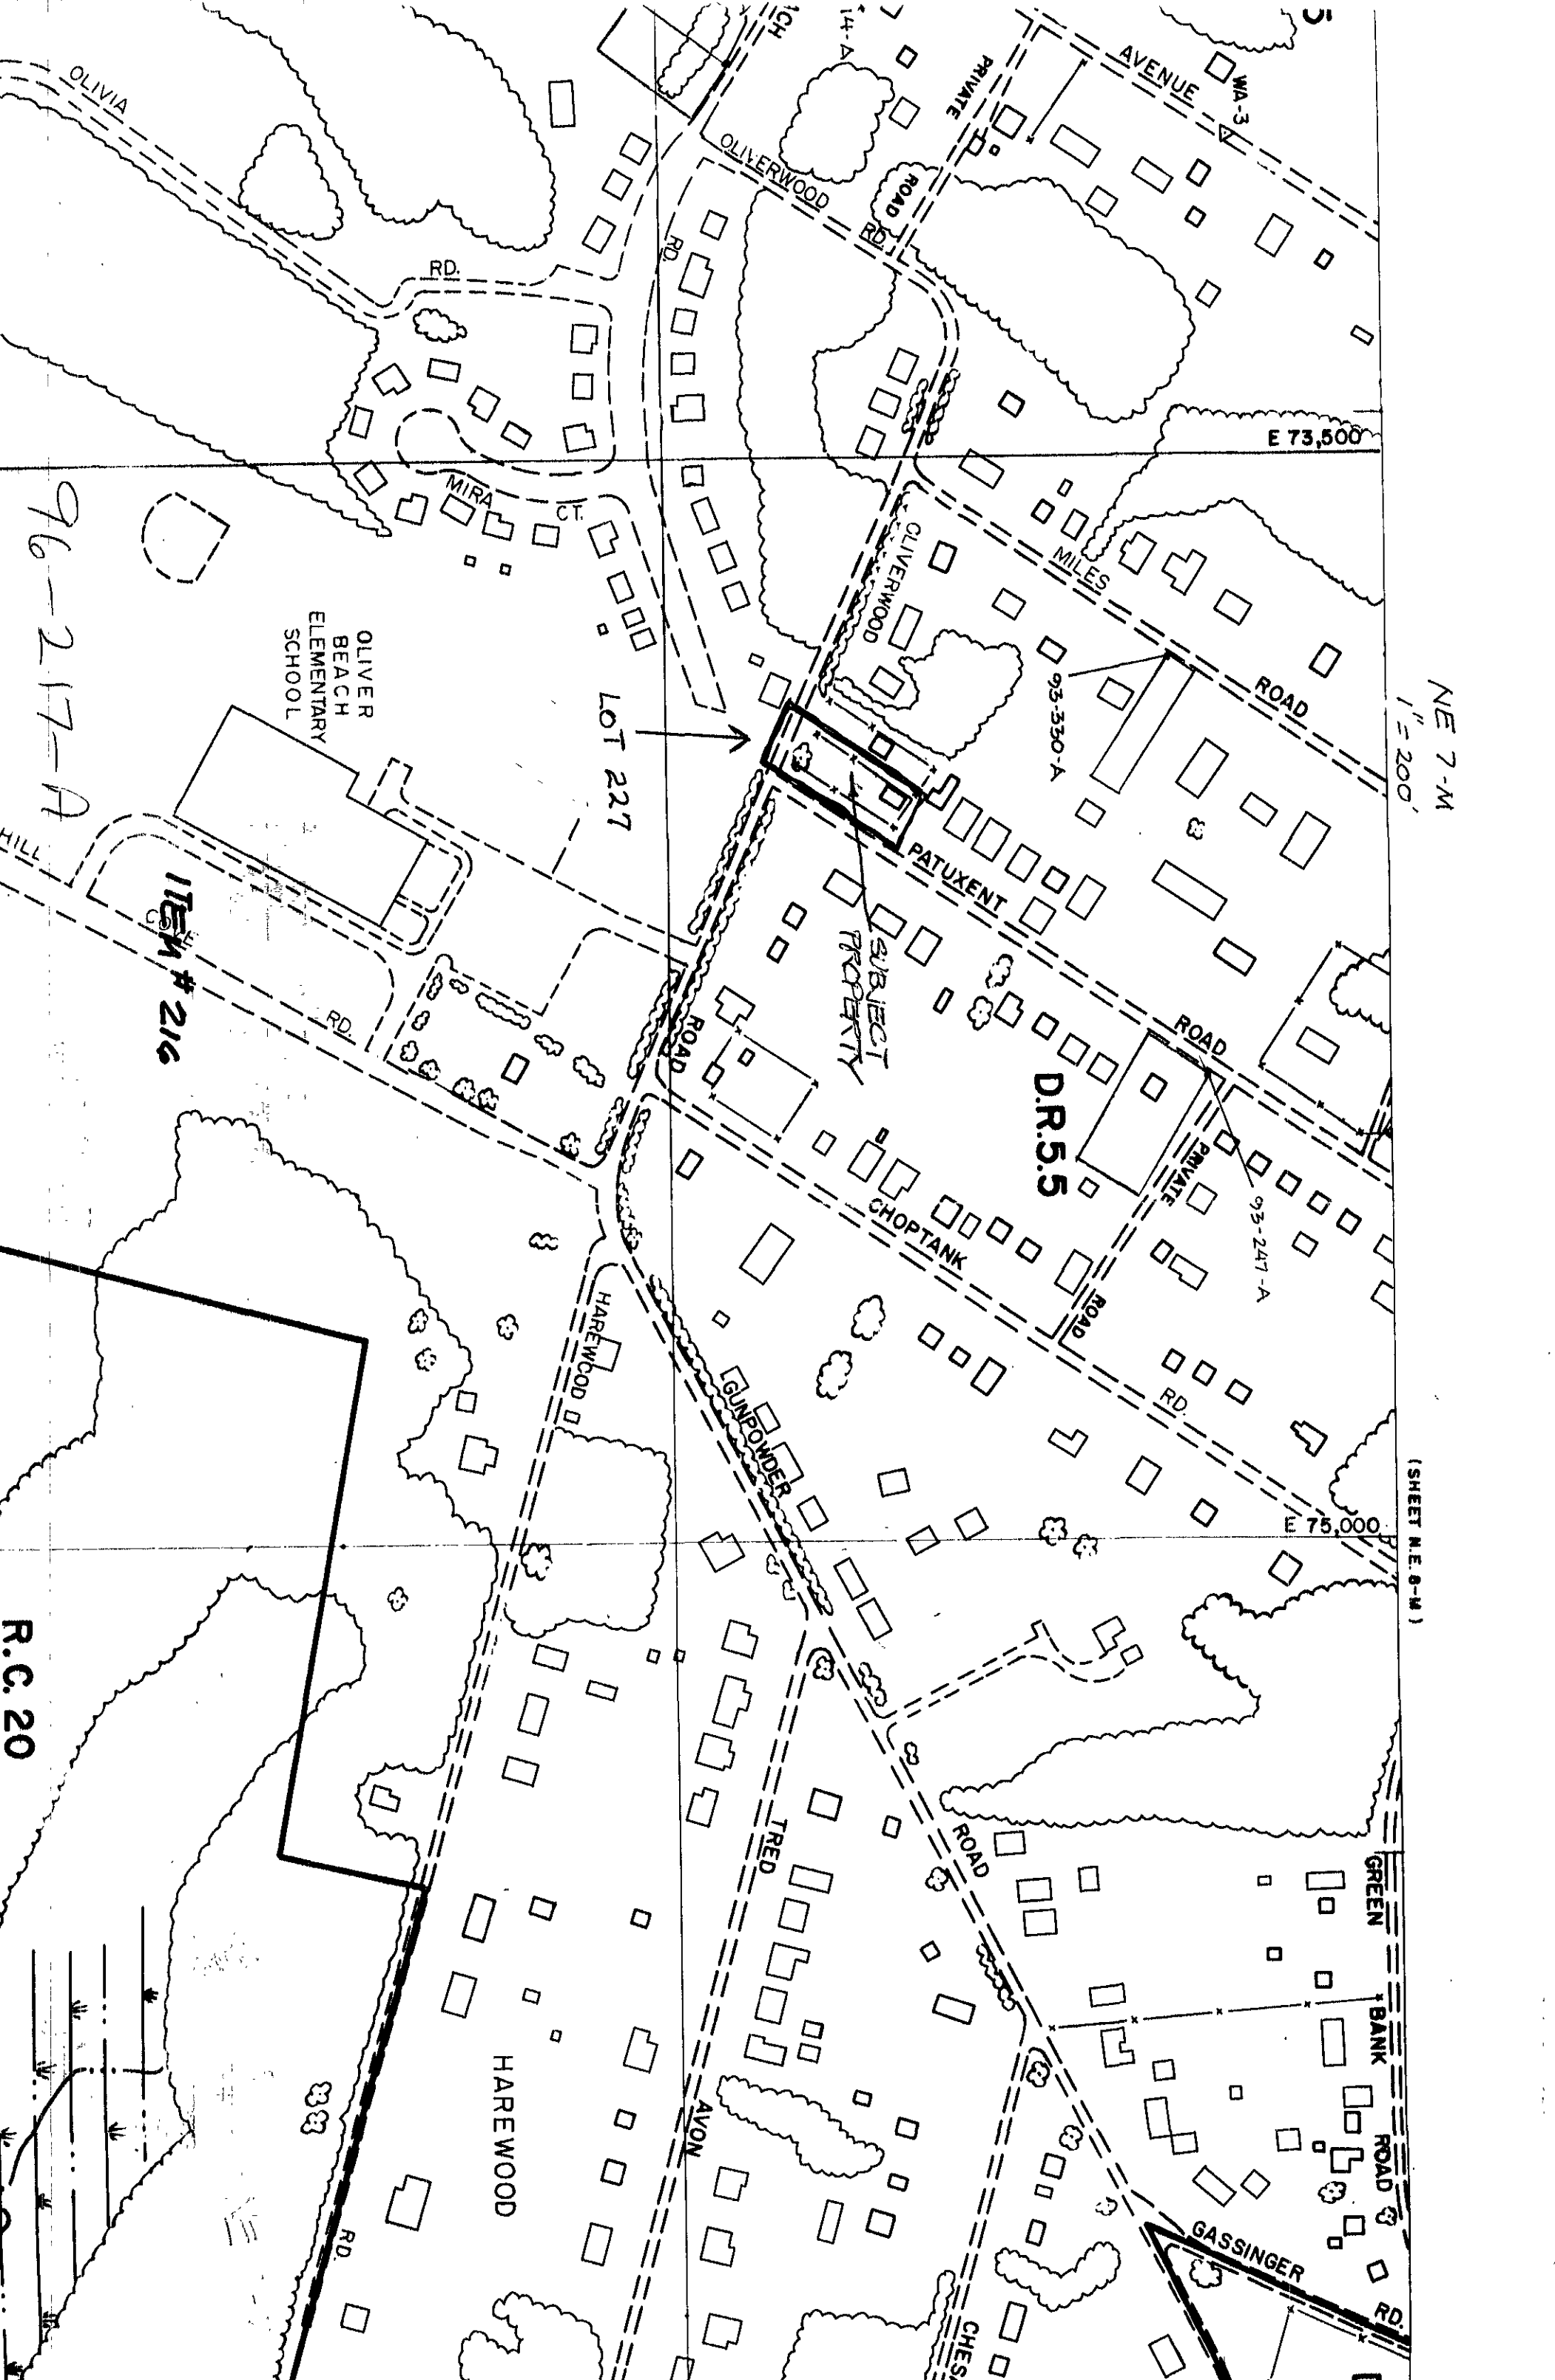 AVENUE
WA-3
PRIVATE
ROAD
14-A
OLIVIA
RD.
OLIVERWOOD
RD.
RD.
E 73,500
MIRA
CT.
OLIVERWOOD
MILES
ROAD
NE 7-M
1"=200'
93-330-A
96-217-A
OLIVER
BEACH
ELEMENTARY
SCHOOL
LOT 227
PATUXENT
ROAD
SUBJECT
PROPERTY
HILL
RD.
ITEM # 216
ROAD
D.R.5.5
PRIVATE
ROAD
93-247-A
CHOPTANK
RD.
HAREWOOD
GUNPOWDER
ROAD
E 75,000
(SHEET N.E. 8-M)
R.C. 20
TRED
AVON
GREEN
BANK
ROAD
HAREWOOD
RD.
GASSINGER
RD.